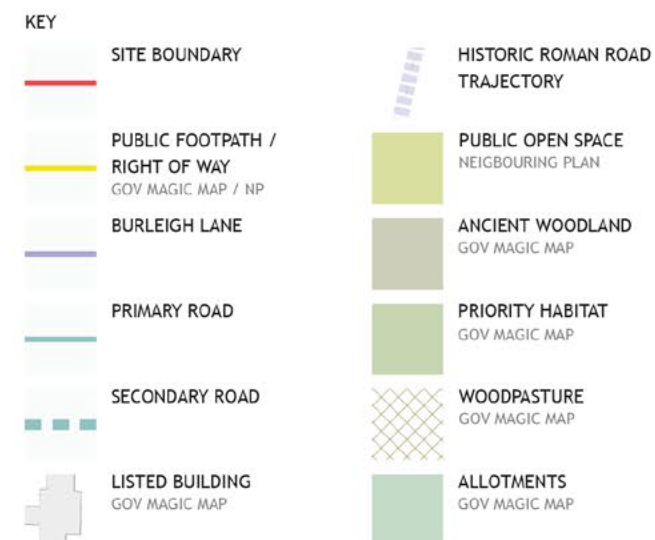 KEY
SITE BOUNDARY
PUBLIC FOOTPATH /
RIGHT OF WAY
GOV MAGIC MAP / NP
BURLEIGH LANE
PRIMARY ROAD
SECONDARY ROAD
LISTED BUILDING
GOV MAGIC MAP
HISTORIC ROMAN ROAD
TRAJECTORY
PUBLIC OPEN SPACE
NEIGBOURING PLAN
ANCIENT WOODLAND
GOV MAGIC MAP
PRIORITY HABITAT
GOV MAGIC MAP
WOODPASTURE
GOV MAGIC MAP
ALLOTMENTS
GOV MAGIC MAP